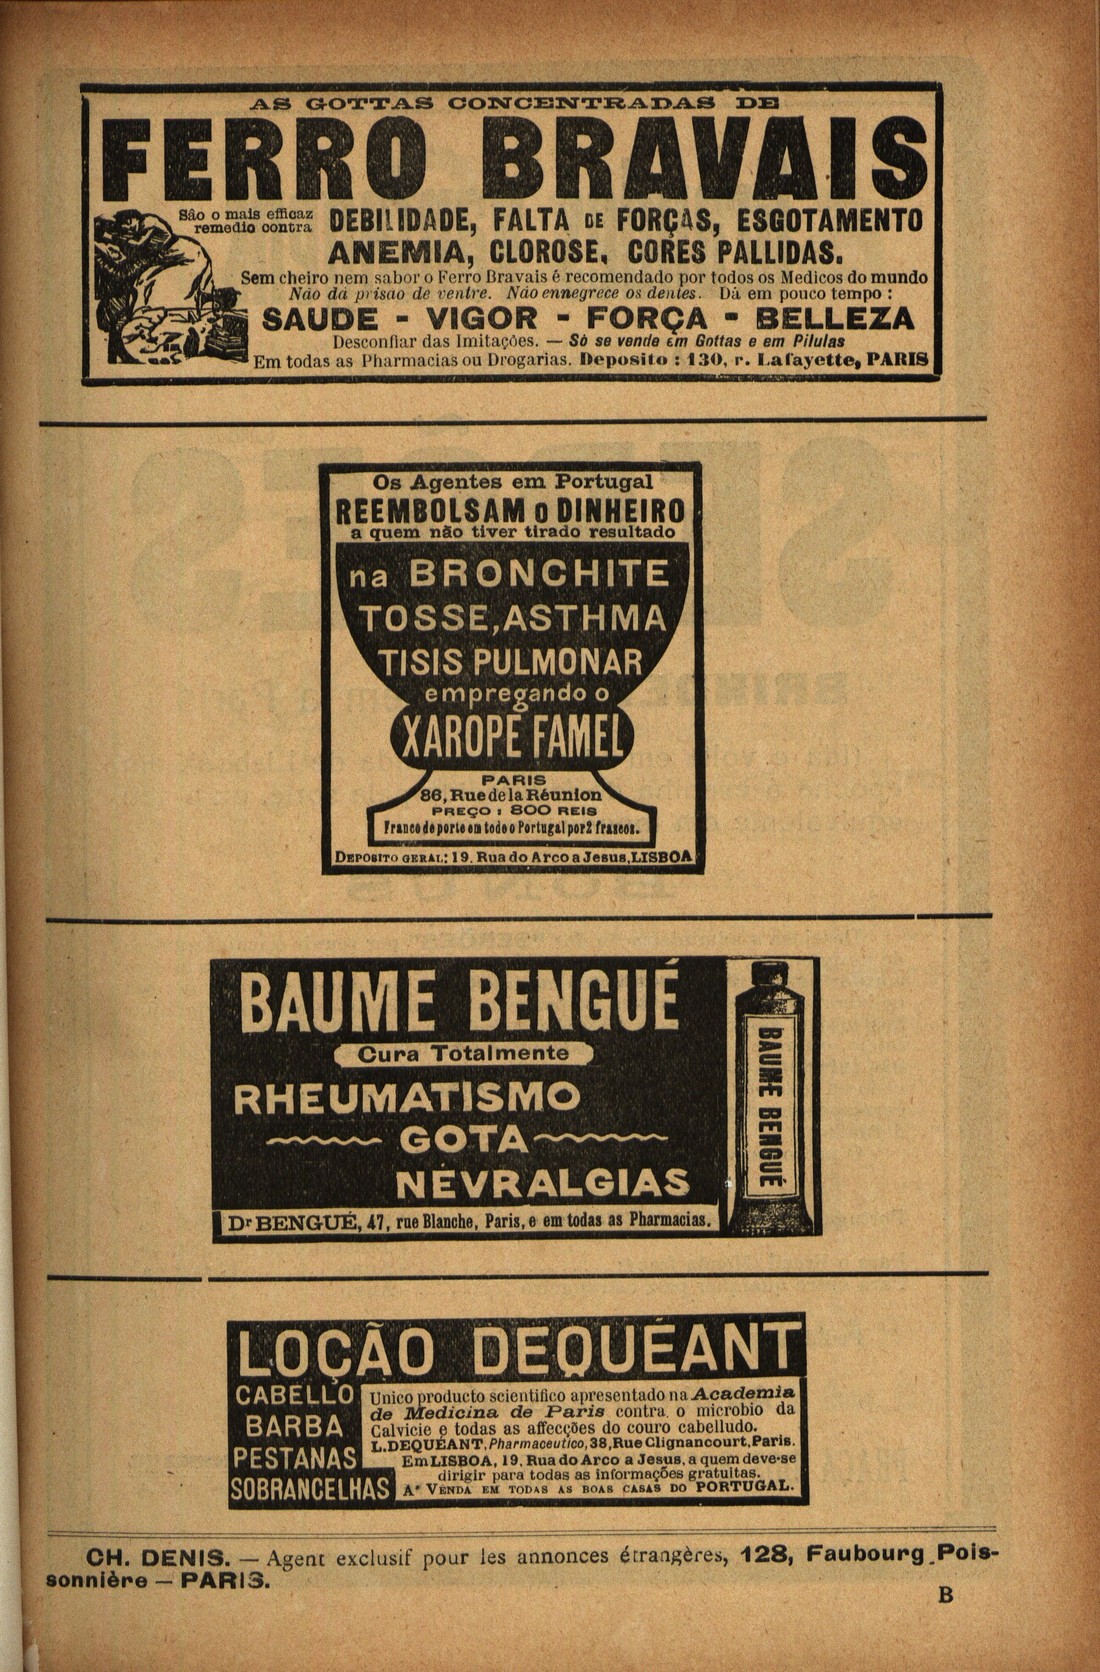 AS GOTTAS CONCENTRADAS DE
FERRO BRAVAIS
São o mais efficaz
remedio contra
DEBILIDADE, FALTA DE FORÇAS, ESGOTAMENTO
ANEMIA, CLOROSE, CORES PALLIDAS.
Sem cheiro nem sabor o Ferro Bravais é recomendado por todos os Medicos do mundo
Não dá prisão de ventre. Não ennegrece os dentes. Dá em pouco tempo :
SAUDE - VIGOR - FORÇA - BELLEZA
Desconfiar das Imitações. — Só se vende em Gottas e em Pilulas
Em todas as Pharmacias ou Drogarias. Deposito : 130, r. Lafayette, PARIS
Os Agentes em Portugal
REEMBOLSAM o DINHEIRO
a quem não tiver tirado resultado
na BRONCHITE
TOSSE, ASTHMA
TISIS PULMONAR
empregando o
XAROPE FAMEL
PARIS
86, Rue de la Réunion
PREÇO : 800 REIS
Franco de porte em todo o Portugal por 2 frascos.
DEPOSITO GERAL: 19. Rua do Arco a Jesus, LISBOA
BAUME BENGUÉ
Cura Totalmente
RHEUMATISMO
GOTA
NÉVRALGIAS
Dr BENGUÉ, 47, rue Blanche, Paris, e em todas as Pharmacias.
BAUME BENGUÉ
LOÇÃO DEQUÉANT
CABELLO
BARBA
PESTANAS
SOBRANCELHAS
Unico producto scientifico apresentado na Academia
de Medicina de Paris contra o microbio da
Calvicie e todas as affecções do couro cabelludo.
L. DEQUÉANT, Pharmaceutico, 38, Rue Clignancourt, Paris.
Em LISBOA, 19, Rua do Arco a Jesus, a quem deve-se
dirigir para todas as informações gratuitas.
Aª VENDA EM TODAS AS BOAS CASAS DO PORTUGAL.
CH. DENIS. — Agent exclusif pour les annonces étrangères, 128, Faubourg Pois-
sonnière — PARIS.
B